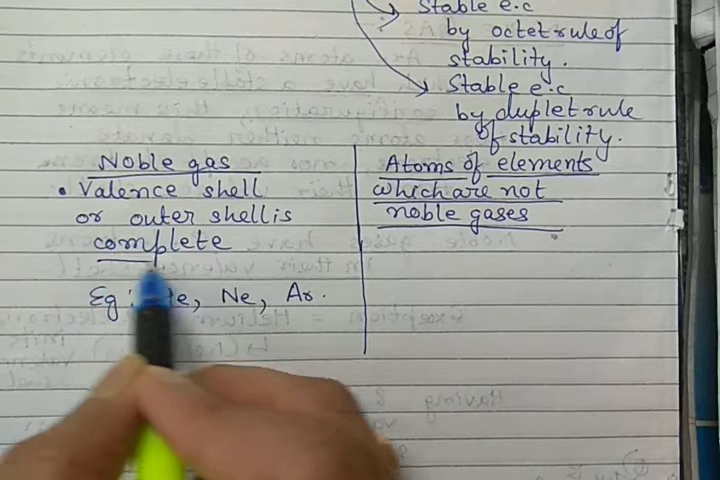 Stable e.c
by octet rule of
stability.
Stable e.c
by duplet rule
of stability.
Noble gas
• Valence shell
or outer shell is
complete
Eg: He, Ne, Ar.
Atoms of elements
which are not
noble gases